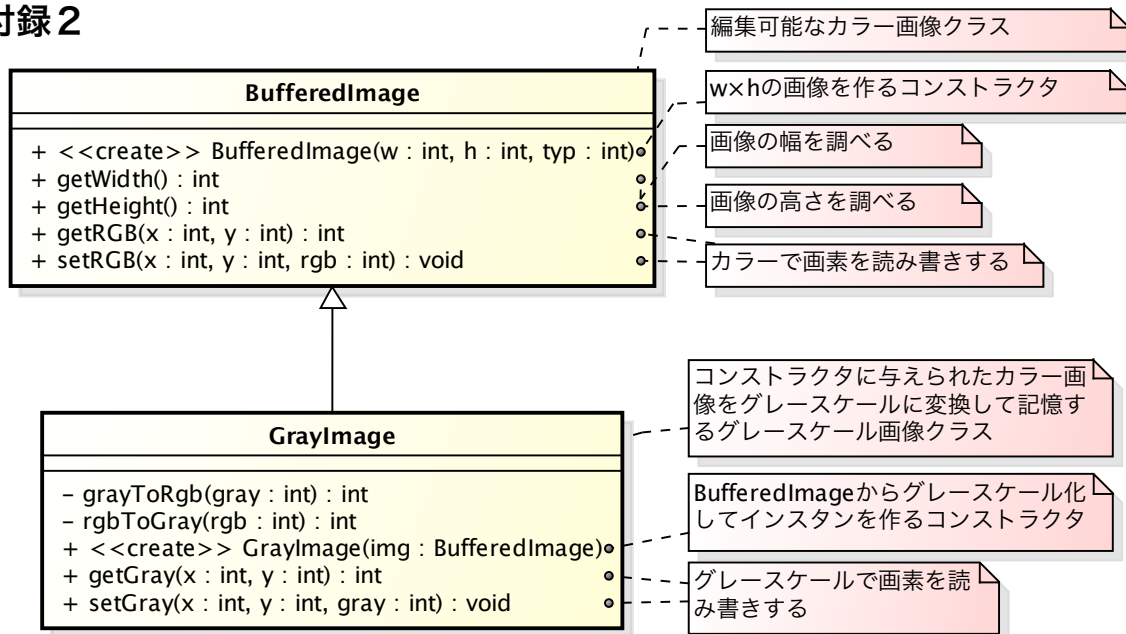 付録２
編集可能なカラー画像クラス
BufferedImage
w×hの画像を作るコンストラクタ
+ <<create>> BufferedImage(w : int, h : int, typ : int)
画像の幅を調べる
+ getWidth() : int
+ getHeight() : int
画像の高さを調べる
+ getRGB(x : int, y : int) : int
+ setRGB(x : int, y : int, rgb : int) : void
カラーで画素を読み書きする
コンストラクタに与えられたカラー画
像をグレースケールに変換して記憶す
るグレースケール画像クラス
GrayImage
– grayToRgb(gray : int) : int
– rgbToGray(rgb : int) : int
+ <<create>> GrayImage(img : BufferedImage)
+ getGray(x : int, y : int) : int
+ setGray(x : int, y : int, gray : int) : void
BufferedImageからグレースケール化
してインスタンを作るコンストラクタ
グレースケールで画素を読
み書きする